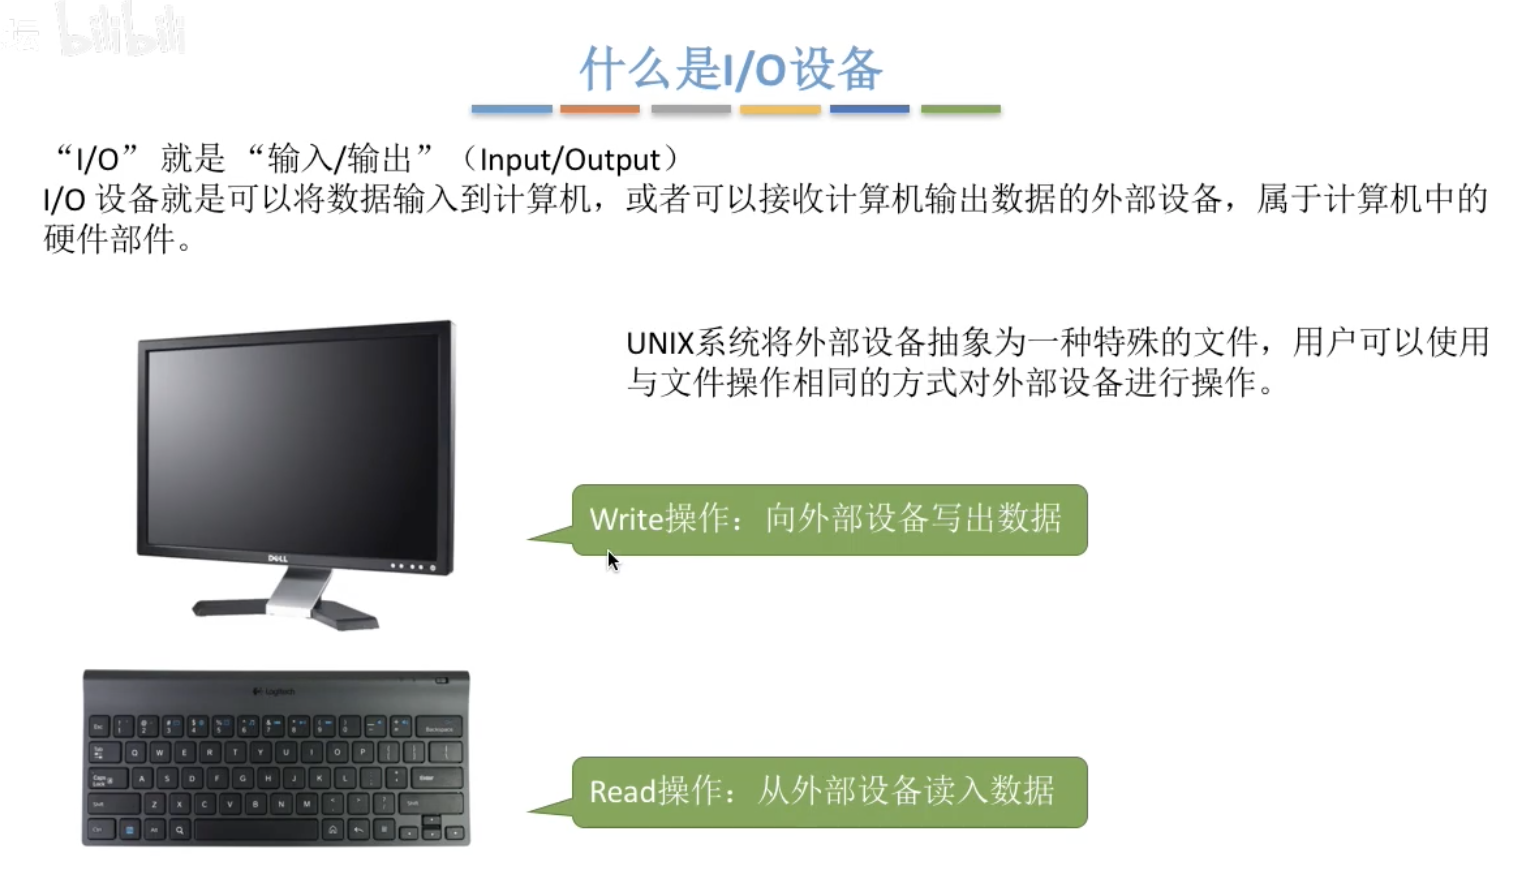 bilibili
什么是I/O设备
“I/O” 就是 “输入/输出”（Input/Output）
I/O 设备就是可以将数据输入到计算机，或者可以接收计算机输出数据的外部设备，属于计算机中的
硬件部件。
UNIX系统将外部设备抽象为一种特殊的文件，用户可以使用
与文件操作相同的方式对外部设备进行操作。
Write操作：向外部设备写出数据
DELL
Logitech
Q W E R T Y U I O P
A S D F G H J K L
Z X C V B N M
Read操作：从外部设备读入数据